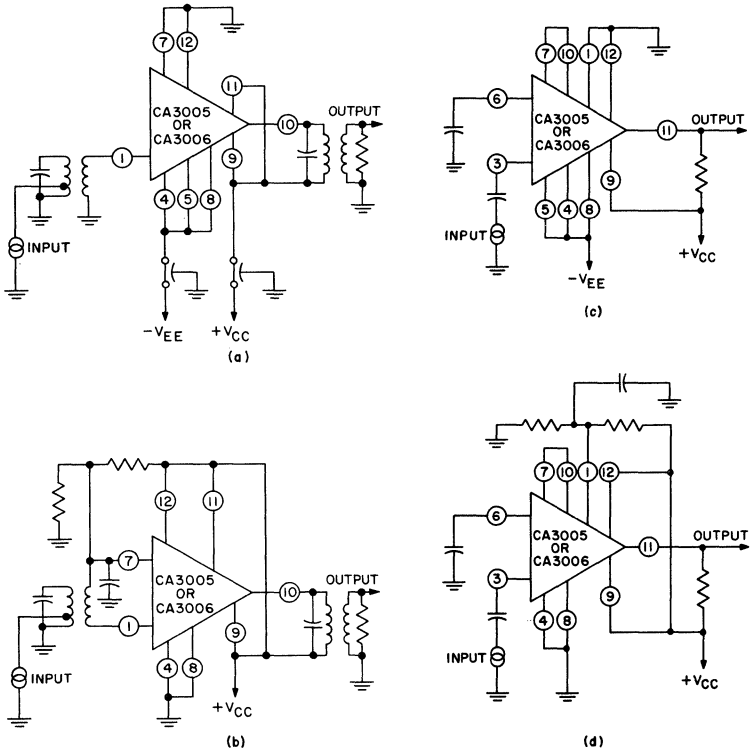 7 12
11
CA3005
OR
CA3006
10
OUTPUT
1
9
4 5 8
INPUT
-VEE
+VCC
(a)
7 10 1 12
6
CA3005
OR
CA3006
11
OUTPUT
3
9
5 4 8
INPUT
-VEE
+VCC
(c)
12
11
7
CA3005
OR
CA3006
10
OUTPUT
1
9
4 8
INPUT
+VCC
(b)
7 10 1 12
6
CA3005
OR
CA3006
11
OUTPUT
3
9
4 8
INPUT
+VCC
(d)